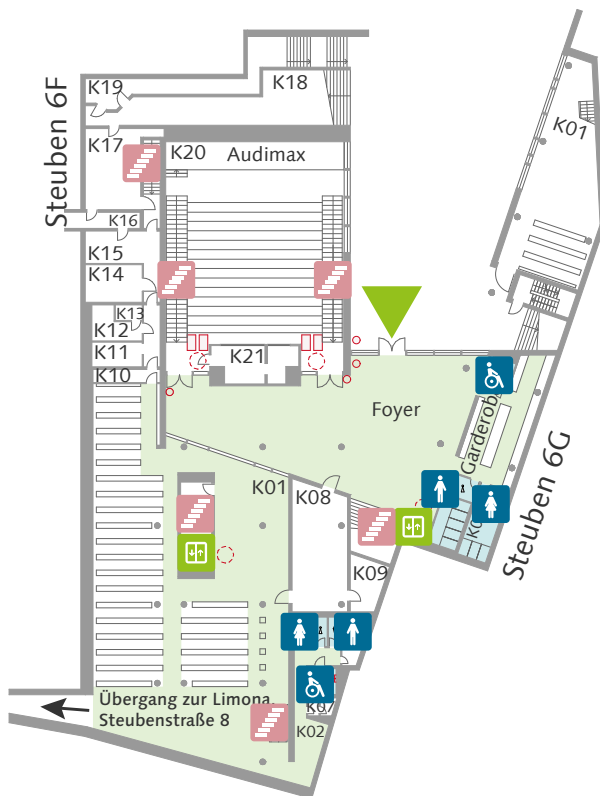 Steuben 6F
K19
K18
K17
K20
Audimax
K01
K16
K15
K14
K13
K12
K11
K10
K21
Foyer
Garderobe
Steuben 6G
K01
K08
K09
K07
K02
Übergang zur Limona,
Steubenstraße 8